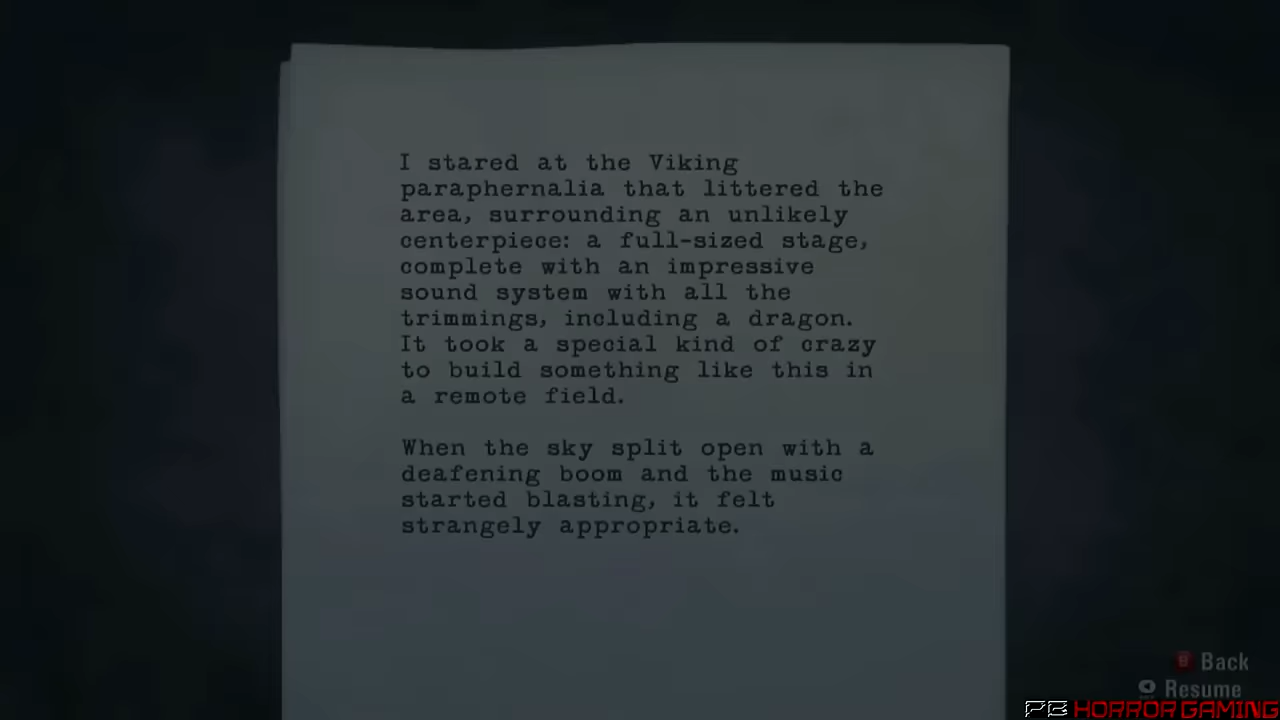 I stared at the Viking
paraphernalia that littered the
area, surrounding an unlikely
centerpiece: a full-sized stage,
complete with an impressive
sound system with all the
trimmings, including a dragon.
It took a special kind of crazy
to build something like this in
a remote field.
When the sky split open with a
deafening boom and the music
started blasting, it felt
strangely appropriate.
B Back
Resume
HORROR GAMING